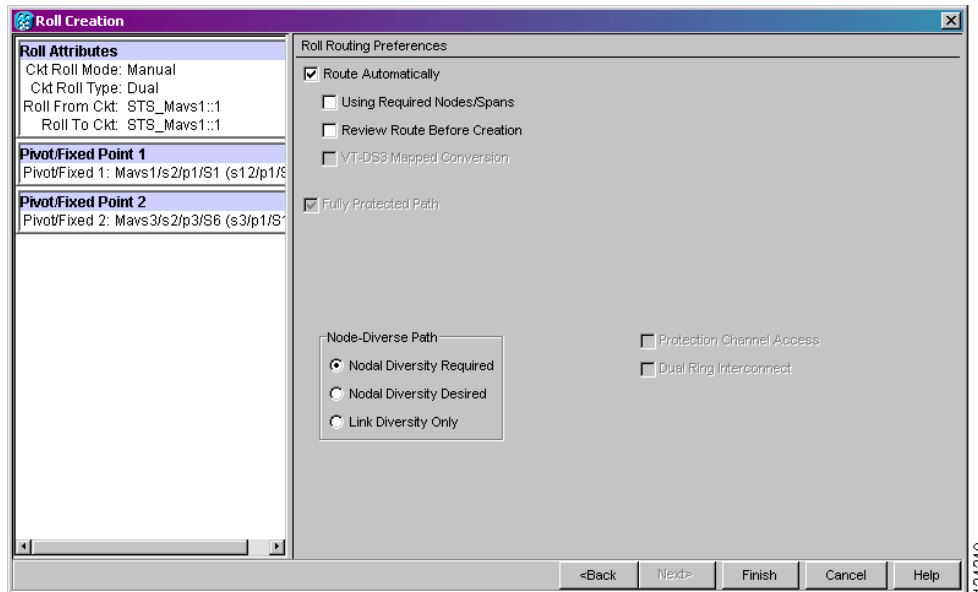 Roll Creation
Roll Attributes
Ckt Roll Mode: Manual
Ckt Roll Type: Dual
Roll From Ckt: STS_Mavs1::1
Roll To Ckt: STS_Mavs1::1
Pivot/Fixed Point 1
Pivot/Fixed 1: Mavs1/s2/p1/S1 (s12/p1/S
Pivot/Fixed Point 2
Pivot/Fixed 2: Mavs3/s2/p3/S6 (s3/p1/S1
Roll Routing Preferences
Route Automatically
Using Required Nodes/Spans
Review Route Before Creation
VT-DS3 Mapped Conversion
Fully Protected Path
Node-Diverse Path
Nodal Diversity Required
Nodal Diversity Desired
Link Diversity Only
Protection Channel Access
Dual Ring Interconnect
<Back
Next>
Finish
Cancel
Help